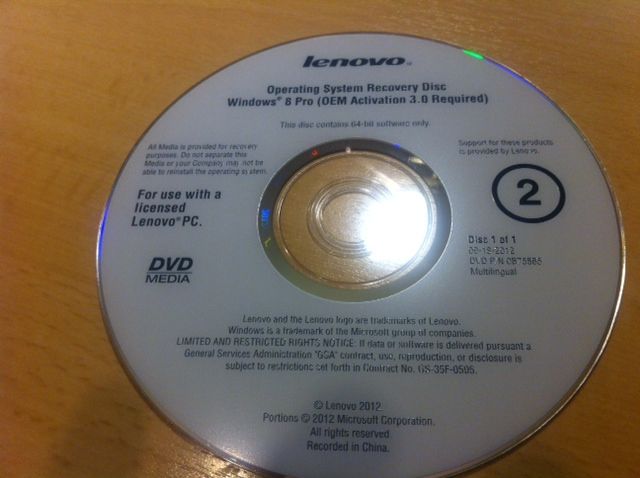 lenovo
Operating System Recovery Disc
Windows® 8 Pro (OEM Activation 3.0 Required)
This disc contains 64-bit software only.
All Media is provided for recovery
purposes. Do not separate this
Media or your Company may not be
able to reinstall the operating system.
Support for these products
is provided by Lenovo.
For use with a
licensed
Lenovo® PC.
2
DVD
MEDIA
Disc 1 of 1
2012
DVD P/N
Multilingual
Lenovo and the Lenovo logo are trademarks of Lenovo.
Windows is a trademark of the Microsoft group of companies.
LIMITED AND RESTRICTED RIGHTS NOTICE: If data or software is delivered pursuant a
General Services Administration "GSA" contract, use, reproduction, or disclosure is
subject to restrictions set forth in Contract No. GS-35F-0595.
© Lenovo 2012
Portions © 2012 Microsoft Corporation.
All rights reserved
Recorded in China.